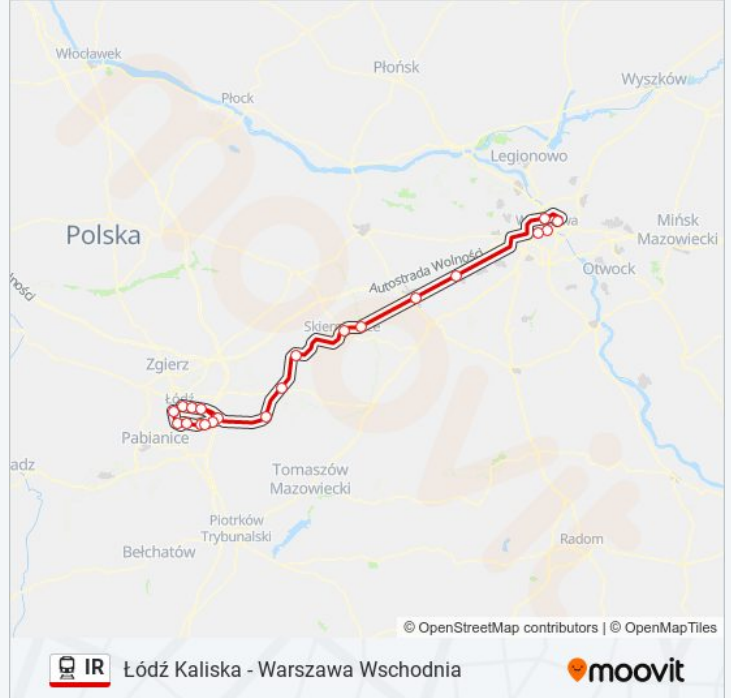 Włocławek
Płońsk
Wyszków
Płock
Legionowo
Polska
Mińsk
Mazowiecki
Autostrada Wolności
Otwock
Zgierz
Łódź
Pabianice
Tomaszów
Mazowiecki
Piotrków
Trybunalski
Bełchatów
Radom
© OpenStreetMap contributors | © OpenMapTiles
IR Łódź Kaliska - Warszawa Wschodnia moovit